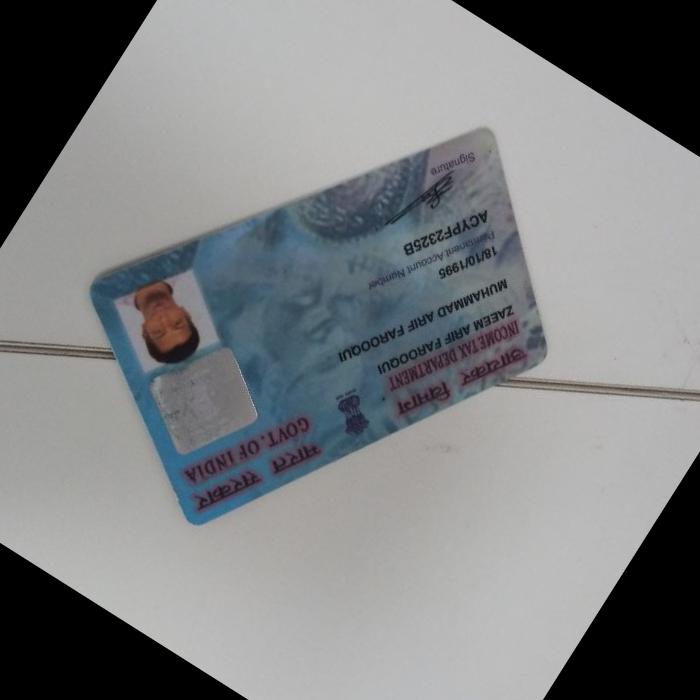 आयकर विभाग
INCOME TAX DEPARTMENT
भारत सरकार
GOVT. OF INDIA
ZAEEM ARIF FAROOQUI
MUHAMMAD ARIF FAROOQUI
18/10/1995
Permanent Account Number
ACYPF2325B
Signature